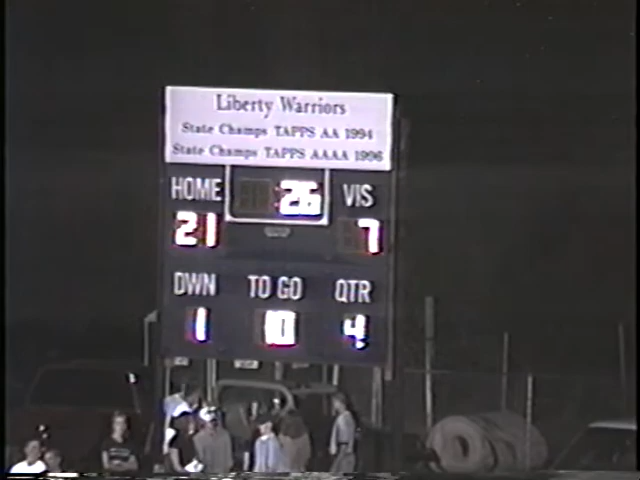 Liberty Warriors
State Champs TAPPS AA 1994
State Champs TAPPS AAAA 1996
:26
HOME VIS
21 7
DWN TO GO QTR
1 10 4